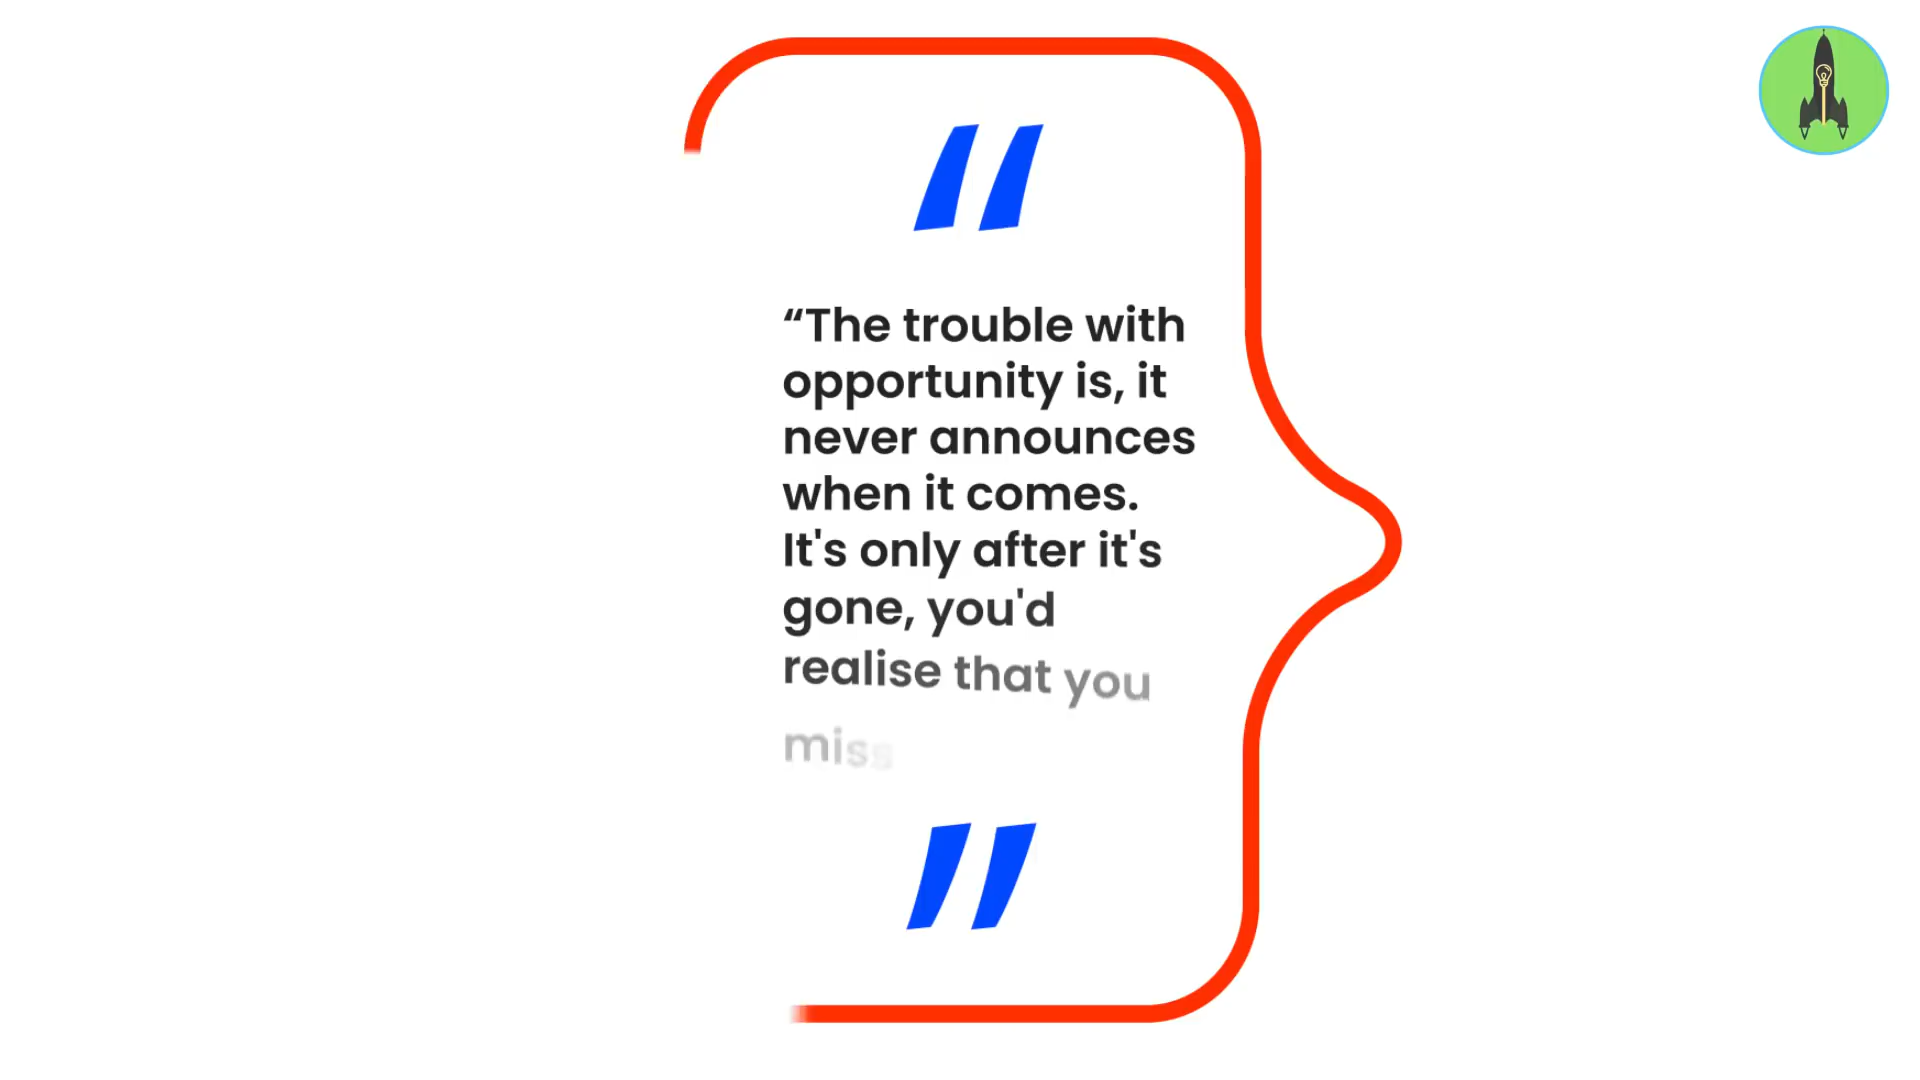 “The trouble with
opportunity is, it
never announces
when it comes.
It's only after it's
gone, you'd
realise that you
miss